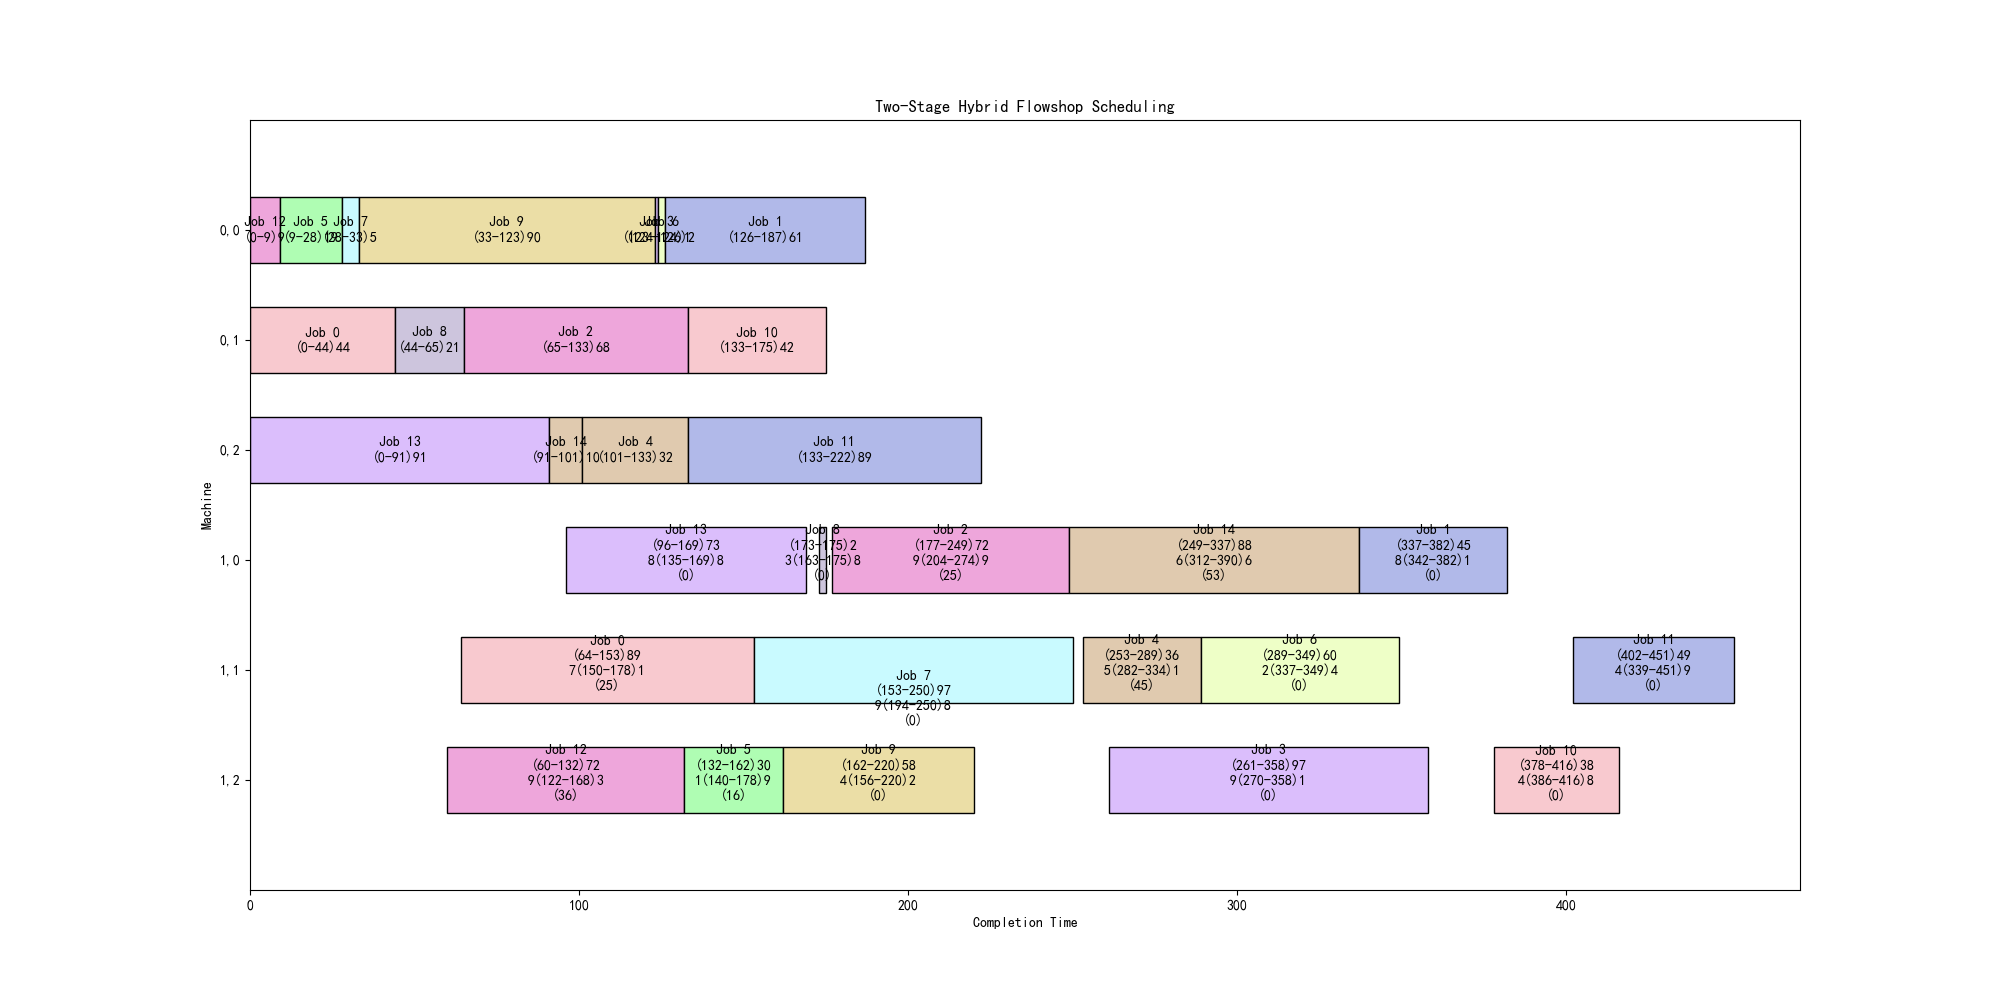 Two-Stage Hybrid Flowshop Scheduling
Machine
0,0
Job 12
(0-9)9
Job 5
(9-28)19
Job 7
(28-33)5
Job 9
(33-123)90
Job 3
(123-124)1
Job 6
(124-126)2
Job 1
(126-187)61
0,1
Job 0
(0-44)44
Job 8
(44-65)21
Job 2
(65-133)68
Job 10
(133-175)42
0,2
Job 13
(0-91)91
Job 14
(91-101)10
Job 4
(101-133)32
Job 11
(133-222)89
1,0
Job 13
(96-169)73
8(135-169)8
(0)
Job 8
(173-175)2
3(163-175)8
(0)
Job 2
(177-249)72
9(204-274)9
(25)
Job 14
(249-337)88
6(312-390)6
(53)
Job 1
(337-382)45
8(342-382)1
(0)
1,1
Job 0
(64-153)89
7(150-178)1
(25)
Job 7
(153-250)97
9(194-250)8
(0)
Job 4
(253-289)36
5(282-334)1
(45)
Job 6
(289-349)60
2(337-349)4
(0)
Job 11
(402-451)49
4(339-451)9
(0)
1,2
Job 12
(60-132)72
9(122-168)3
(36)
Job 5
(132-162)30
1(140-178)9
(16)
Job 9
(162-220)58
4(156-220)2
(0)
Job 3
(261-358)97
9(270-358)1
(0)
Job 10
(378-416)38
4(386-416)8
(0)
0 100 200 300 400
Completion Time